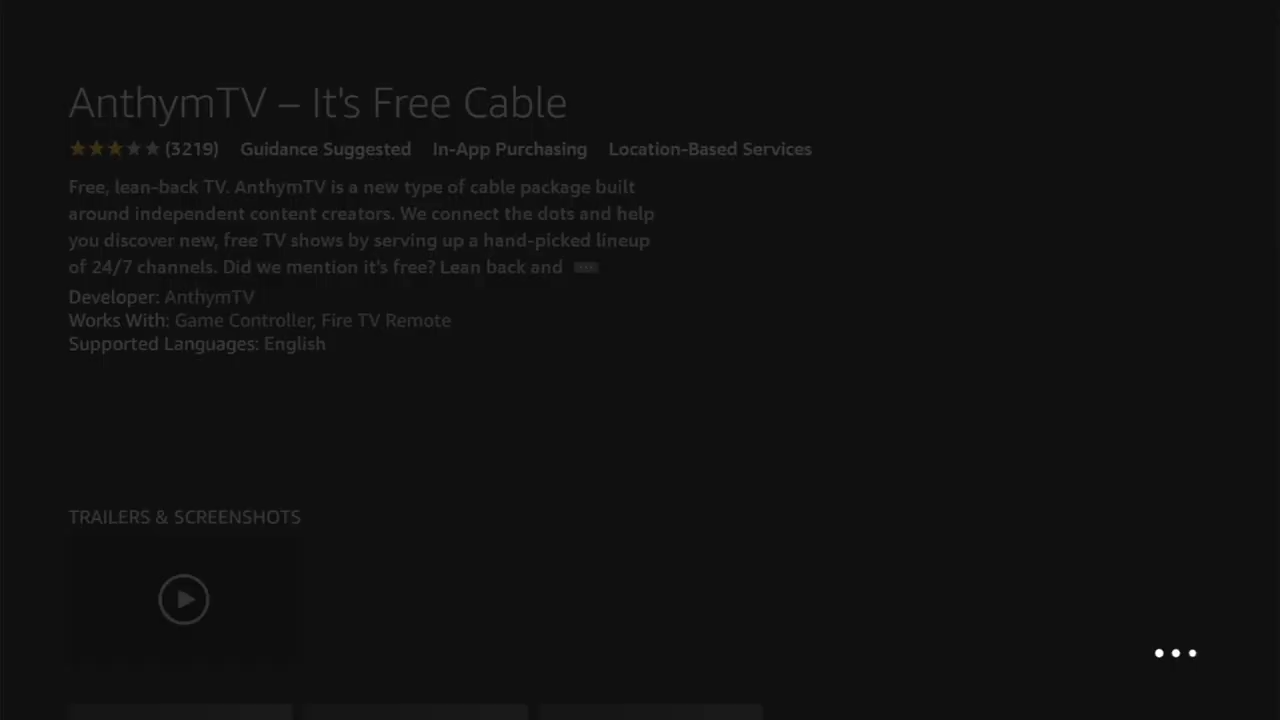 AnthymTV – It's Free Cable
(3219) Guidance Suggested In-App Purchasing Location-Based Services
Free, lean-back TV. AnthymTV is a new type of cable package built
around independent content creators. We connect the dots and help
you discover new, free TV shows by serving up a hand-picked lineup
of 24/7 channels. Did we mention it's free? Lean back and ...
Developer: AnthymTV
Works With: Game Controller, Fire TV Remote
Supported Languages: English
TRAILERS & SCREENSHOTS